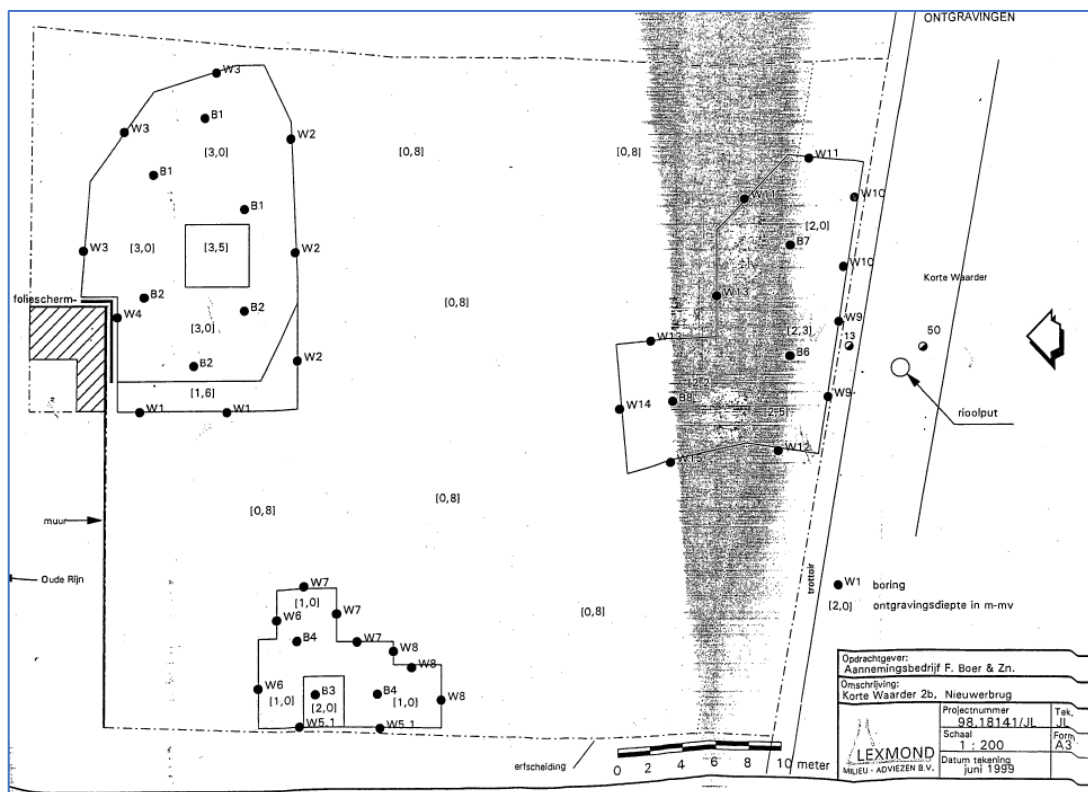 ONTGRAVINGEN
W3
B1
W3
[3,0]
W2
[0,8]
[0,8]
W11
B1
W11
W10
B1
[2,0]
W3
[3,0]
[3,5]
W2
B7
W10
Korte Waarder
foliescherm
B2
W13
W4
B2
[0,8]
W9
[3,0]
[2,3]
13
50
W13
B6
B2
W2
[1,6]
B8
W9
W1
W1
W14
[2,5]
rioolput
W12
W15
[0,8]
[0,8]
muur
Oude Rijn
trottoir
W7
W1 boring
[1,0]
[2,0] ontgravingsdiepte in m-mv
W6
W7
[0,8]
B4
W7
W8
W8
W6
[1,0]
B3
B4
[2,0]
[1,0]
W8
W5.1
W5.1
erfscheiding
0 2 4 6 8 10 meter
Opdrachtgever:
Aannemingsbedrijf F. Boer & Zn.
Omschrijving:
Korte Waarder 2b, Nieuwerbrug
Projectnummer
98.18141/JL
Tek.
JL
Schaal
1 : 200
Form.
A3
Datum tekening
juni 1999
LEXMOND
MILIEU - ADVIEZEN B.V.